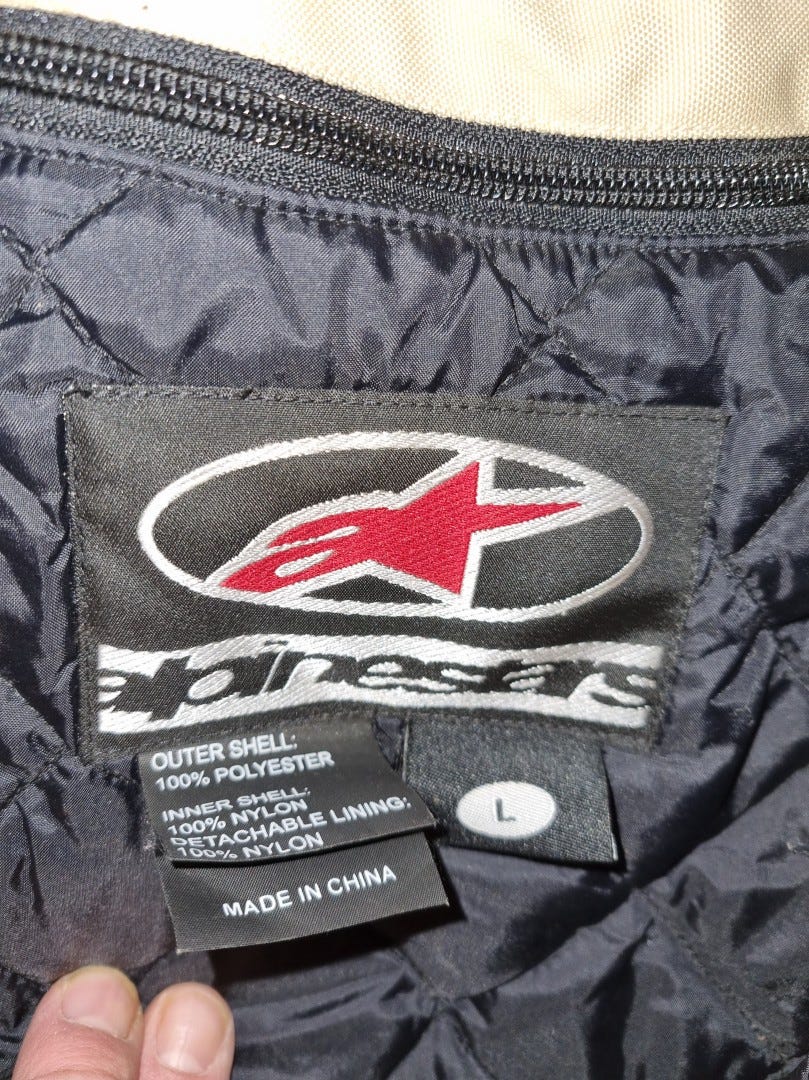 alpinestars
OUTER SHELL:
100% POLYESTER
INNER SHELL:
100% NYLON
DETACHABLE LINING:
100% NYLON
L
MADE IN CHINA